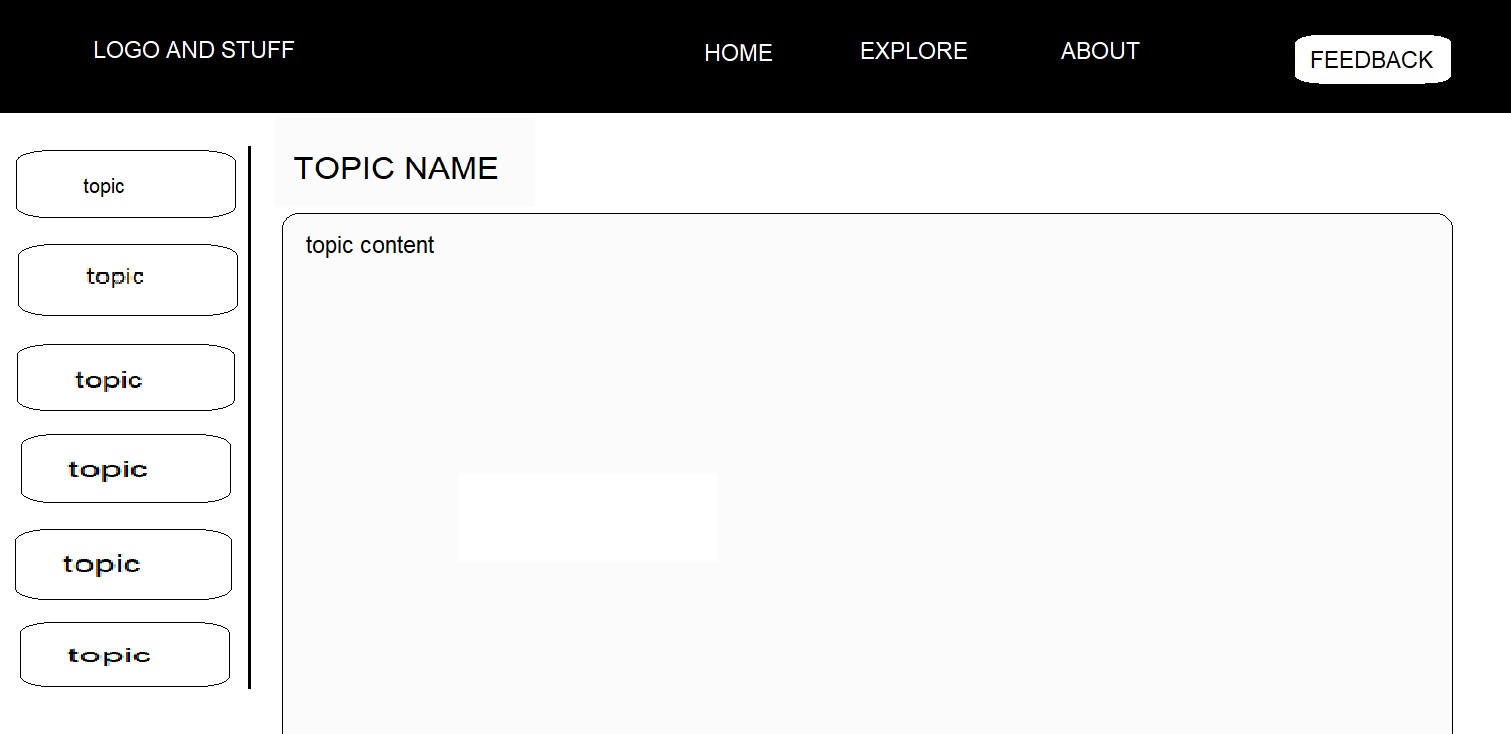 LOGO AND STUFF
HOME
EXPLORE
ABOUT
FEEDBACK
topic
topic
topic
topic
topic
topic
TOPIC NAME
topic content